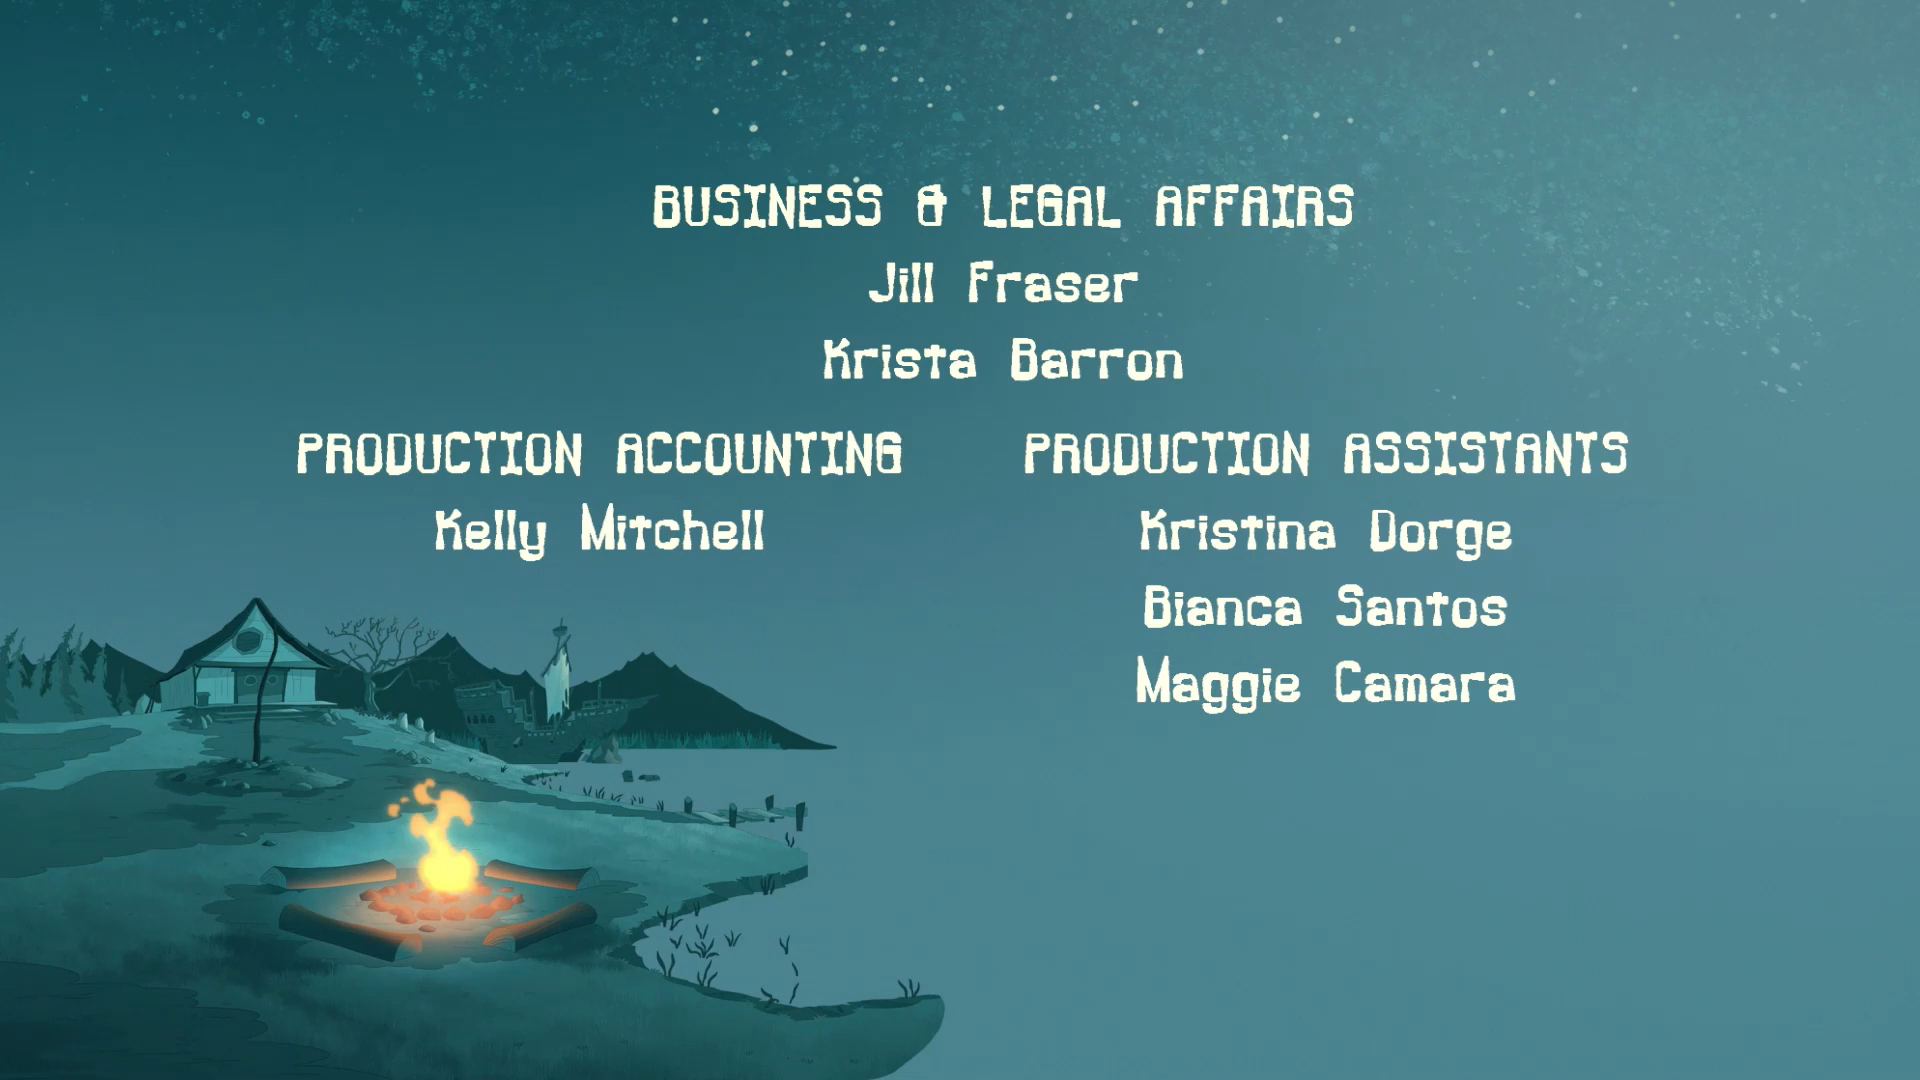 BUSINESS & LEGAL AFFAIRS
Jill Fraser
Krista Barron
PRODUCTION ACCOUNTING
Kelly Mitchell
PRODUCTION ASSISTANTS
Kristina Dorge
Bianca Santos
Maggie Camara